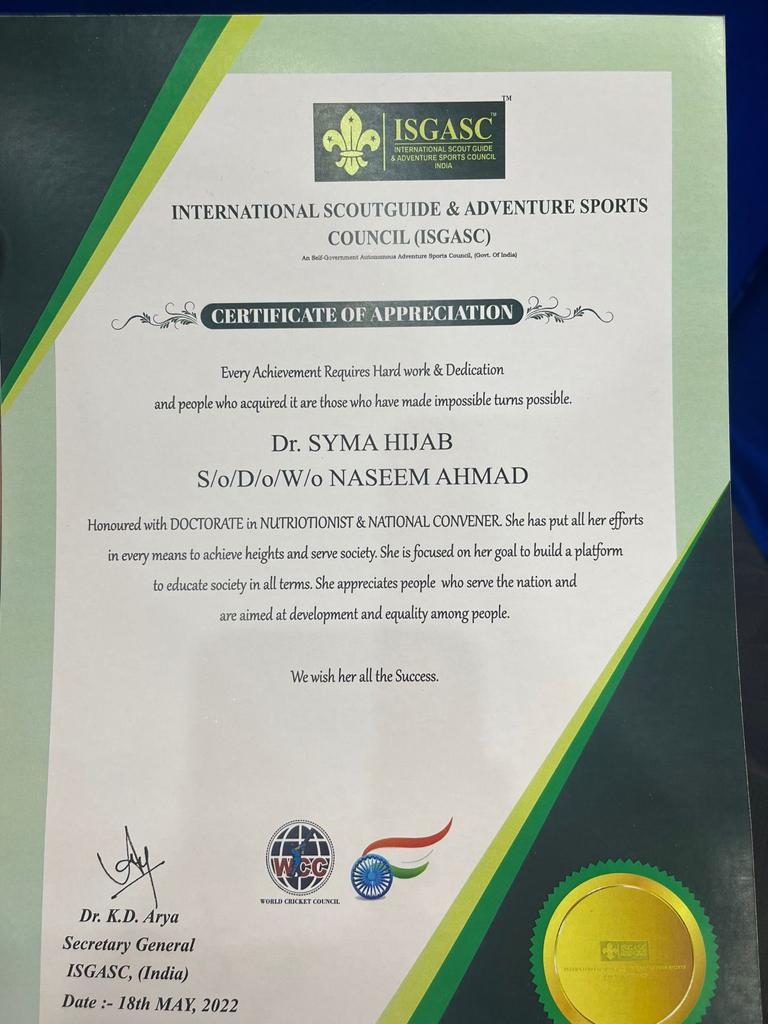 ISGASC TM
INTERNATIONAL SCOUT GUIDE
& ADVENTURE SPORTS COUNCIL
INDIA
TM
INTERNATIONAL SCOUTGUIDE & ADVENTURE SPORTS
COUNCIL (ISGASC)
An Self-Government Autonomous Adventure Sports Council, (Govt. Of India)
CERTIFICATE OF APPRECIATION
Every Achievement Requires Hard work & Dedication
and people who acquired it are those who have made impossible turns possible.
Dr. SYMA HIJAB
S/o/D/o/W/o NASEEM AHMAD
Honoured with DOCTORATE in NUTRIOTIONIST & NATIONAL CONVENER. She has put all her efforts
in every means to achieve heights and serve society. She is focused on her goal to build a platform
to educate society in all terms. She appreciates people who serve the nation and
are aimed at development and equality among people.
We wish her all the Success.
WCC
WORLD CRICKET COUNCIL
Dr. K.D. Arya
Secretary General
ISGASC, (India)
Date :- 18th MAY, 2022